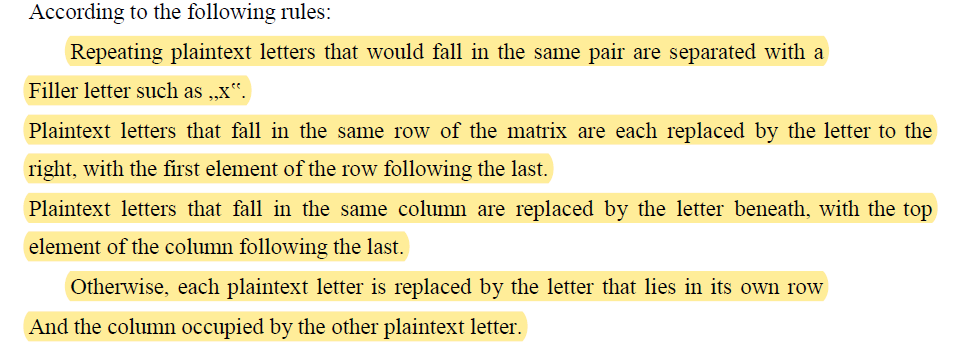 According to the following rules:
Repeating plaintext letters that would fall in the same pair are separated with a
Filler letter such as „x‟.
Plaintext letters that fall in the same row of the matrix are each replaced by the letter to the
right, with the first element of the row following the last.
Plaintext letters that fall in the same column are replaced by the letter beneath, with the top
element of the column following the last.
Otherwise, each plaintext letter is replaced by the letter that lies in its own row
And the column occupied by the other plaintext letter.